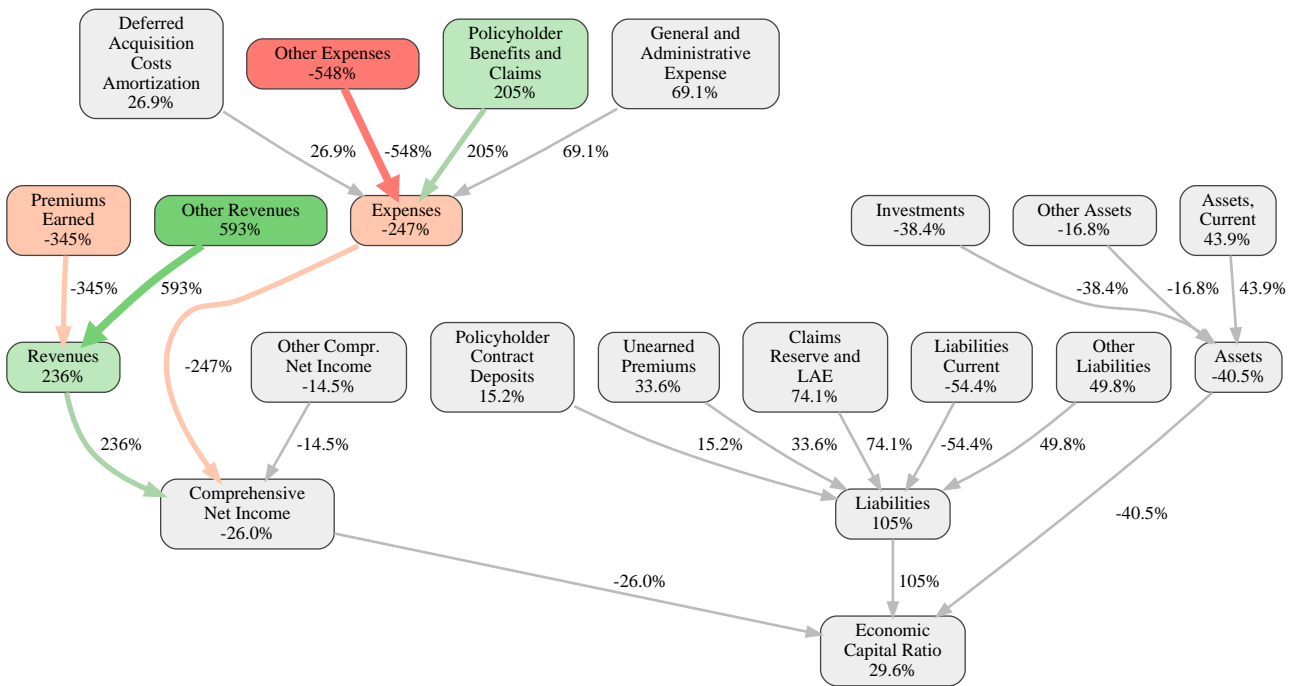 Deferred
Acquisition
Costs
Amortization
26.9%
Other Expenses
-548%
Policyholder
Benefits and
Claims
205%
General and
Administrative
Expense
69.1%
26.9%
-548%
205%
69.1%
Premiums
Earned
-345%
Other Revenues
593%
Expenses
-247%
Investments
-38.4%
Other Assets
-16.8%
Assets,
Current
43.9%
-345%
593%
-38.4%
-16.8%
43.9%
Revenues
236%
-247%
Other Compr.
Net Income
-14.5%
Policyholder
Contract
Deposits
15.2%
Unearned
Premiums
33.6%
Claims
Reserve and
LAE
74.1%
Liabilities
Current
-54.4%
Other
Liabilities
49.8%
Assets
-40.5%
236%
-14.5%
15.2%
33.6%
74.1%
-54.4%
49.8%
Comprehensive
Net Income
-26.0%
Liabilities
105%
-40.5%
-26.0%
105%
Economic
Capital Ratio
29.6%